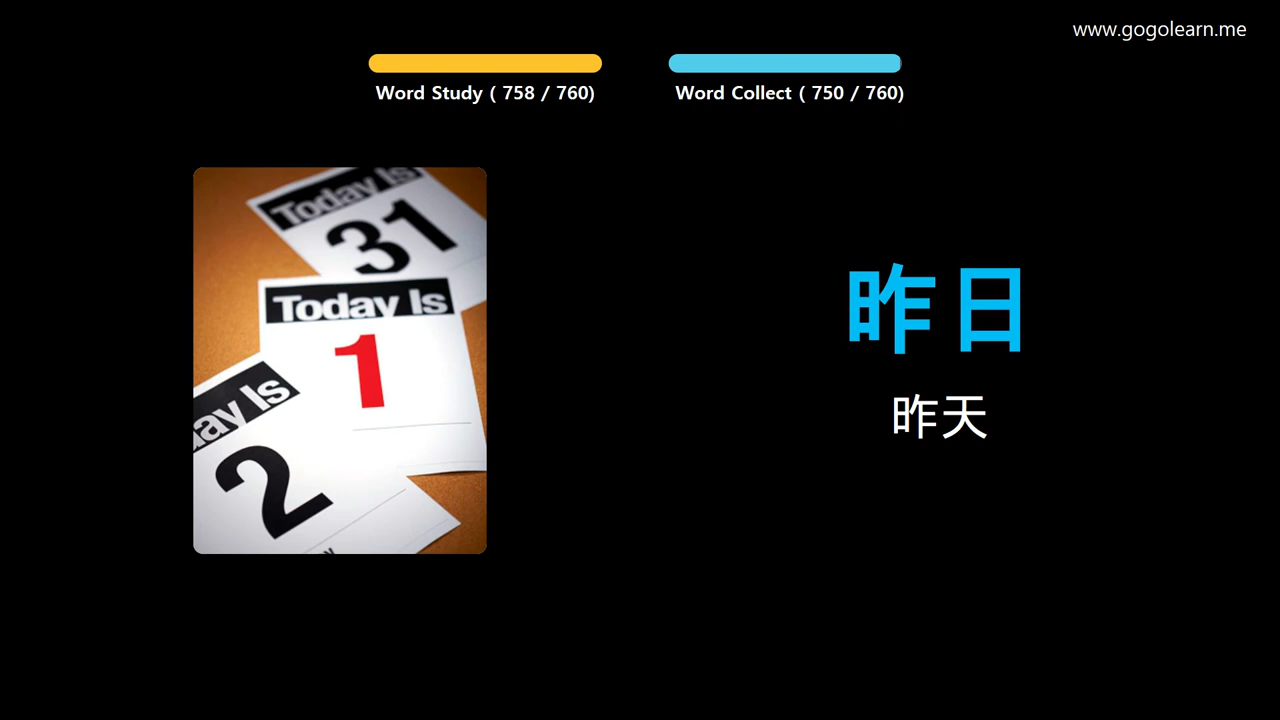 www.gogolearn.me
Word Study ( 758 / 760)
Word Collect ( 750 / 760)
Today Is
31
Today Is
1
day Is
2
昨日
昨天